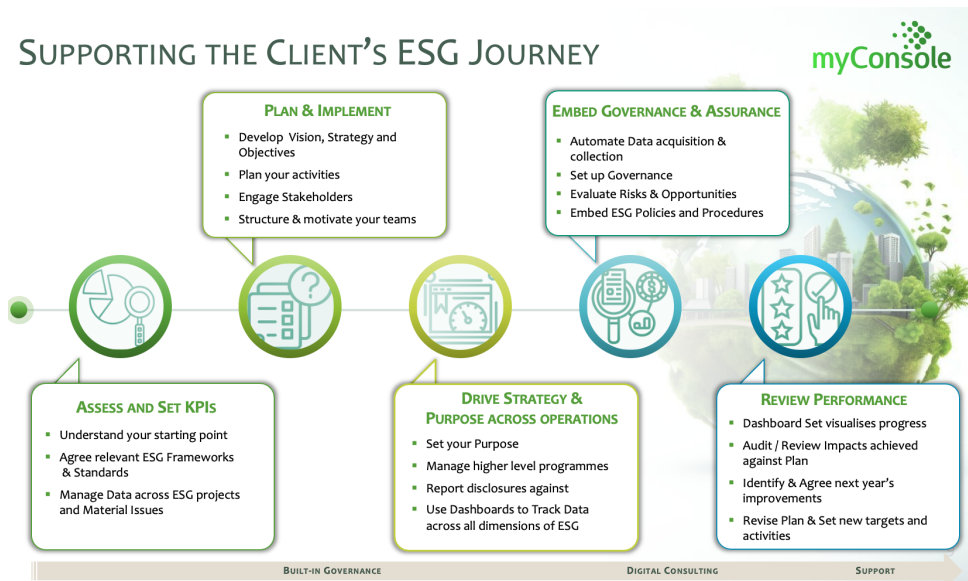 Supporting the Client's ESG Journey
myConsole
Plan & Implement
Develop Vision, Strategy and
Objectives
Plan your activities
Engage Stakeholders
Structure & motivate your teams
Embed Governance & Assurance
Automate Data acquisition &
collection
Set up Governance
Evaluate Risks & Opportunities
Embed ESG Policies and Procedures
?
$
Assess and Set KPIs
Understand your starting point
Agree relevant ESG Frameworks
& Standards
Manage Data across ESG projects
and Material Issues
Drive Strategy &
Purpose across operations
Set your Purpose
Manage higher level programmes
Report disclosures against
Use Dashboards to Track Data
across all dimensions of ESG
Review Performance
Dashboard Set visualises progress
Audit / Review Impacts achieved
against Plan
Identify & Agree next year's
improvements
Revise Plan & Set new targets and
activities
Built-in Governance
Digital Consulting
Support